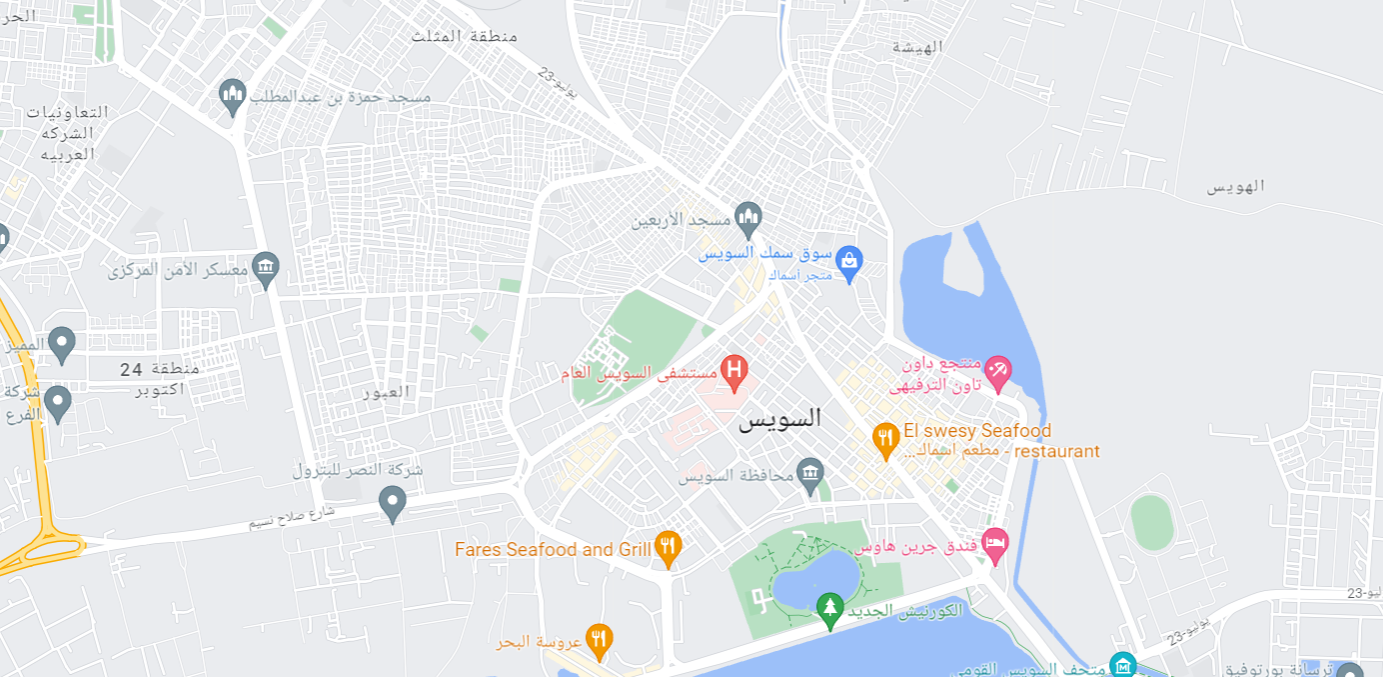 الحر
منطقة المثلث
الهيشة
23-يوليو
مسجد حمزة بن عبدالمطلب
التعاونيات
الشركه
العربيه
الهويس
مسجد الأربعين
سوق سمك السويس
متجر أسماك
معسكر الأمن المركزي
المميز
منطقة 24
اكتوبر
شركة
الفرع
العبور
مستشفى السويس العام
منتجع داون
تاون الترفيهى
السويس
El swesy Seafood
restaurant - مطعم اسماك...
شركة النصر للبترول
محافظة السويس
شارع صلاح نسيم
Fares Seafood and Grill
فندق جرين هاوس
الكورنيش الجديد
عروسة البحر
23-يوليو
23-يوليو
متحف السويس القومي
ترسانة بورتوفيق